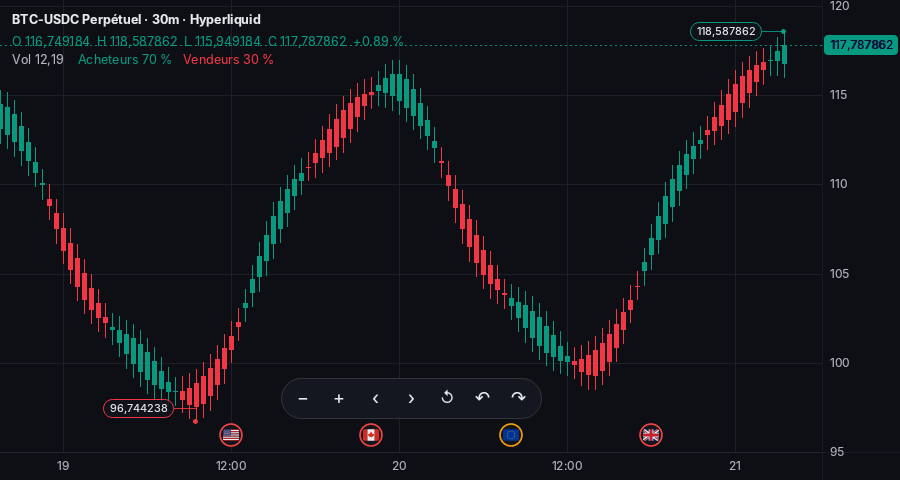 BTC-USDC Perpétuel · 30m · Hyperliquid
O 116,749184 H 118,587862 L 115,949184 C 117,787862 +0.89 %
Vol 12,19 Acheteurs 70 % Vendeurs 30 %
120
118,587862
117,787862
115
110
105
100
96,744238
95
19 12:00 20 12:00 21